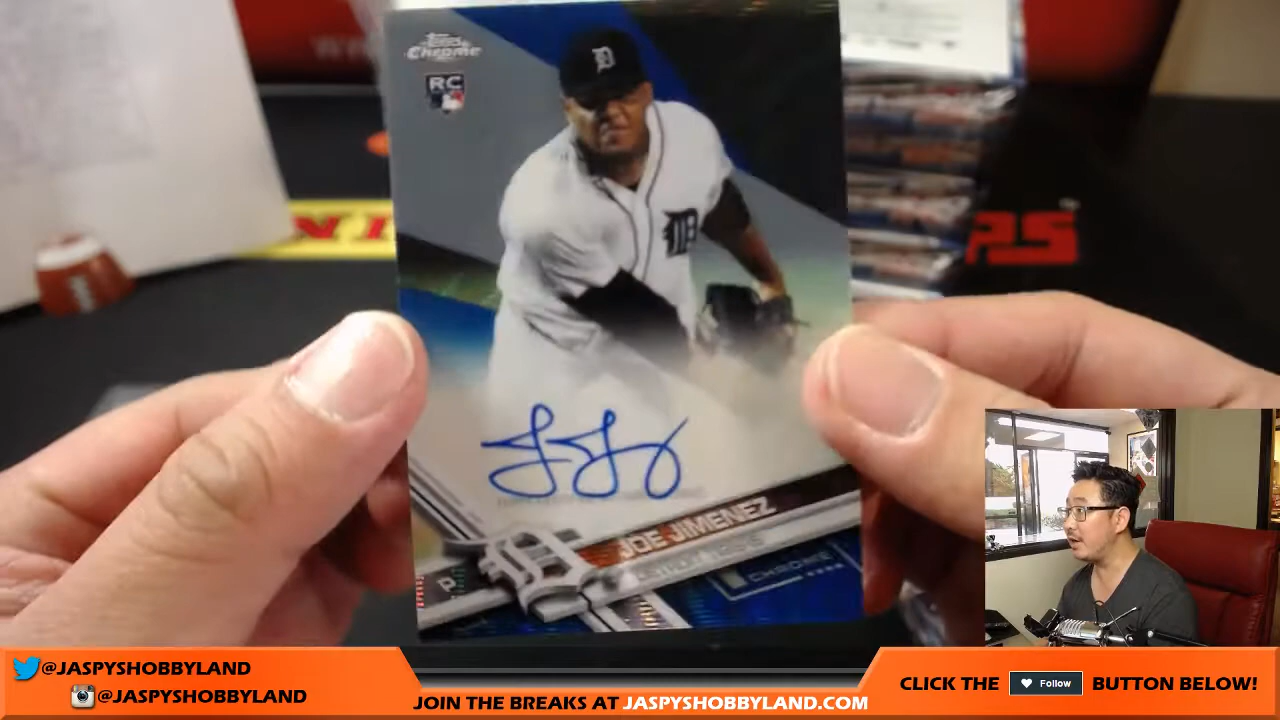 Topps
Chrome
RC
D
D
JOE JIMENEZ
P
CHROME
@JASPYSHOBBYLAND
@JASPYSHOBBYLAND
JOIN THE BREAKS AT JASPYSHOBBYLAND.COM
CLICK THE Follow BUTTON BELOW!